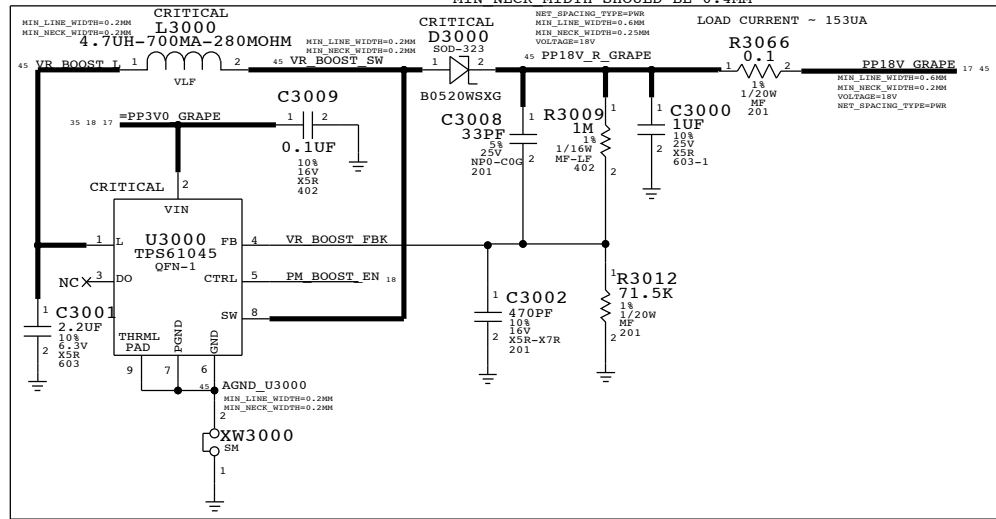 MIN NECK WIDTH SHOULD BE 0.4MM
MIN_LINE_WIDTH=0.2MM
MIN_NECK_WIDTH=0.2MM
CRITICAL
L3000
4.7UH-700MA-280MOHM
45 VR_BOOST_L
1
2
VLF
MIN_LINE_WIDTH=0.2MM
MIN_NECK_WIDTH=0.2MM
45 VR_BOOST_SW
CRITICAL
D3000
SOD-323
1
2
B0520WSXG
NET_SPACING_TYPE=PWR
MIN_LINE_WIDTH=0.6MM
MIN_NECK_WIDTH=0.25MM
VOLTAGE=18V
45 PP18V_R_GRAPE
LOAD CURRENT ~ 153UA
R3066
0.1
1
2
1%
1/20W
MF
201
PP18V_GRAPE 17 45
MIN_LINE_WIDTH=0.6MM
MIN_NECK_WIDTH=0.2MM
VOLTAGE=18V
NET_SPACING_TYPE=PWR
35 18 17 =PP3V0_GRAPE
C3009
1
2
0.1UF
10%
16V
X5R
402
C3008
33PF
5%
25V
NP0-C0G
201
1
2
R3009
1M
1%
1/16W
MF-LF
402
1
2
C3000
1UF
10%
25V
X5R
603-1
1
2
CRITICAL
2
VIN
U3000
TPS61045
QFN-1
1 L
NC 3 DO
FB 4 VR_BOOST_FBK
CTRL 5 PM_BOOST_EN 18
SW 8
THRML
PAD
PGND
GND
9
7
6
C3001
2.2UF
10%
6.3V
X5R
603
1
2
C3002
470PF
10%
16V
X5R-X7R
201
1
2
R3012
71.5K
1%
1/20W
MF
201
1
2
45 AGND_U3000
MIN_LINE_WIDTH=0.2MM
MIN_NECK_WIDTH=0.2MM
2
XW3000
SM
1